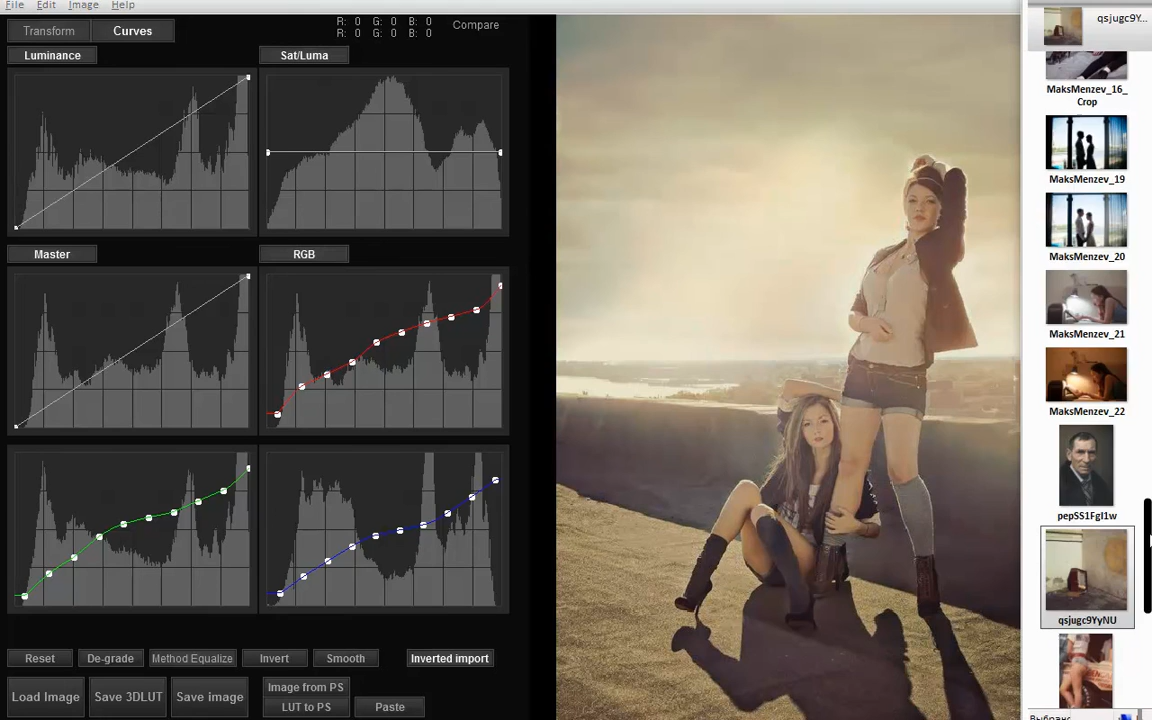 File Edit Image Help
Transform Curves
R: 0 G: 0 B: 0
R: 0 G: 0 B: 0
Compare
Luminance
Sat/Luma
Master
RGB
Reset De-grade Method Equalize Invert Smooth Inverted import
Load Image Save 3DLUT Save image
Image from PS
LUT to PS
Paste
qsjugc9Y...
MaksMenzev_16_
Crop
MaksMenzev_19
MaksMenzev_20
MaksMenzev_21
MaksMenzev_22
pepSS1FgI1w
qsjugc9YyNU